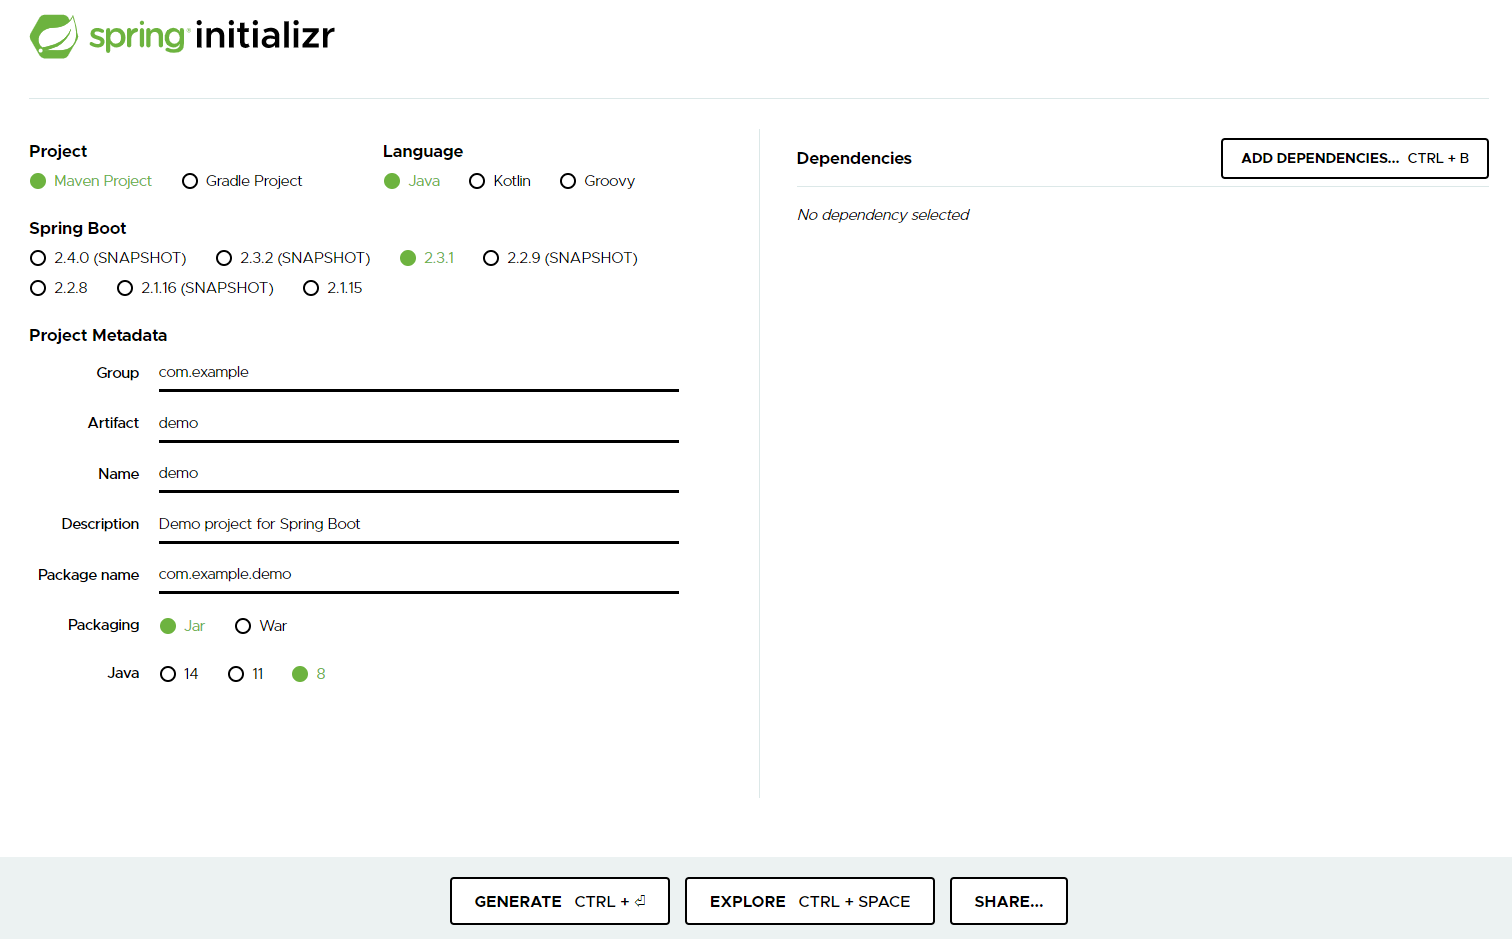 spring initializr
Project
Maven Project Gradle Project
Language
Java Kotlin Groovy
Spring Boot
2.4.0 (SNAPSHOT) 2.3.2 (SNAPSHOT) 2.3.1 2.2.9 (SNAPSHOT)
2.2.8 2.1.16 (SNAPSHOT) 2.1.15
Project Metadata
Group com.example
Artifact demo
Name demo
Description Demo project for Spring Boot
Package name com.example.demo
Packaging Jar War
Java 14 11 8
Dependencies
ADD DEPENDENCIES... CTRL + B
No dependency selected
GENERATE CTRL + ⏎
EXPLORE CTRL + SPACE
SHARE...